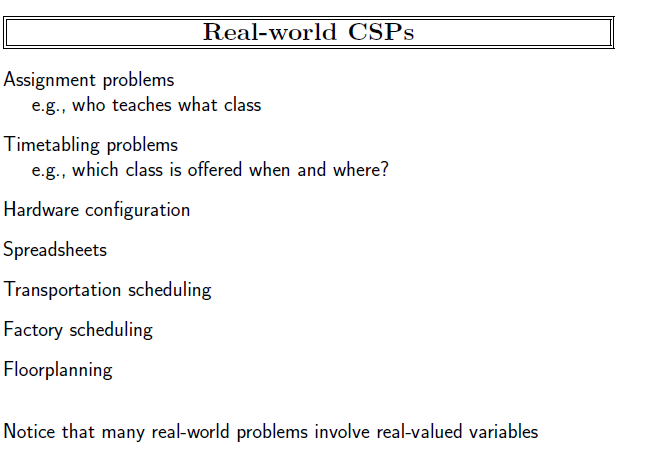 Real-world CSPs
Assignment problems
e.g., who teaches what class
Timetabling problems
e.g., which class is offered when and where?
Hardware configuration
Spreadsheets
Transportation scheduling
Factory scheduling
Floorplanning
Notice that many real-world problems involve real-valued variables